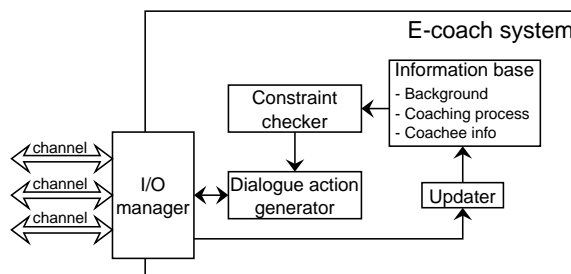 E-coach system
Information base
- Background
- Coaching process
- Coachee info
Constraint
checker
channel
channel
channel
I/O
manager
Dialogue action
generator
Updater